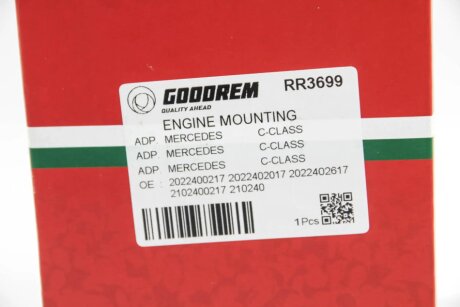 GOODREM RR3699
QUALITY AHEAD
ENGINE MOUNTING
ADP. MERCEDES C-CLASS
ADP. MERCEDES C-CLASS
ADP. MERCEDES C-CLASS
OE : 2022400217 2022402017 2022402617
2102400217 210240
1Pcs